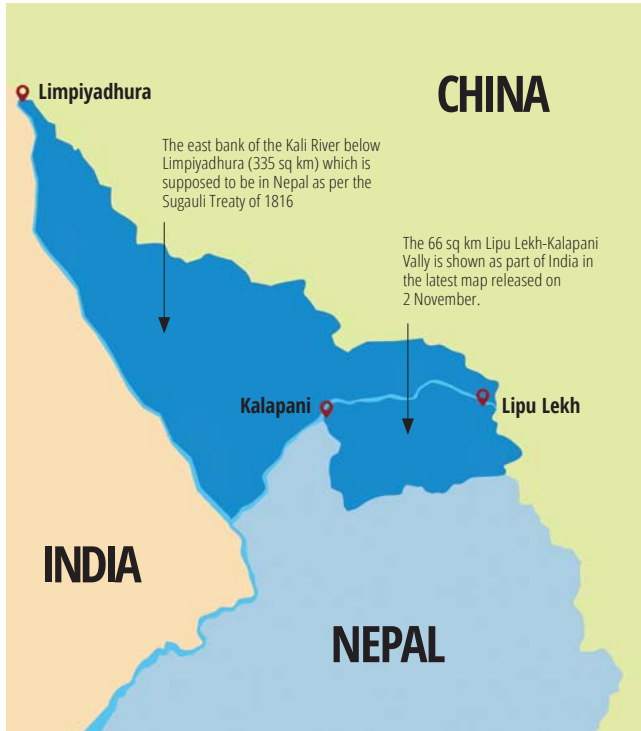 Limpiyadhura
CHINA
The east bank of the Kali River below
Limpiyadhura (335 sq km) which is
supposed to be in Nepal as per the
Sugauli Treaty of 1816
The 66 sq km Lipu Lekh-Kalapani
Vally is shown as part of India in
the latest map released on
2 November.
Kalapani
Lipu Lekh
INDIA
NEPAL